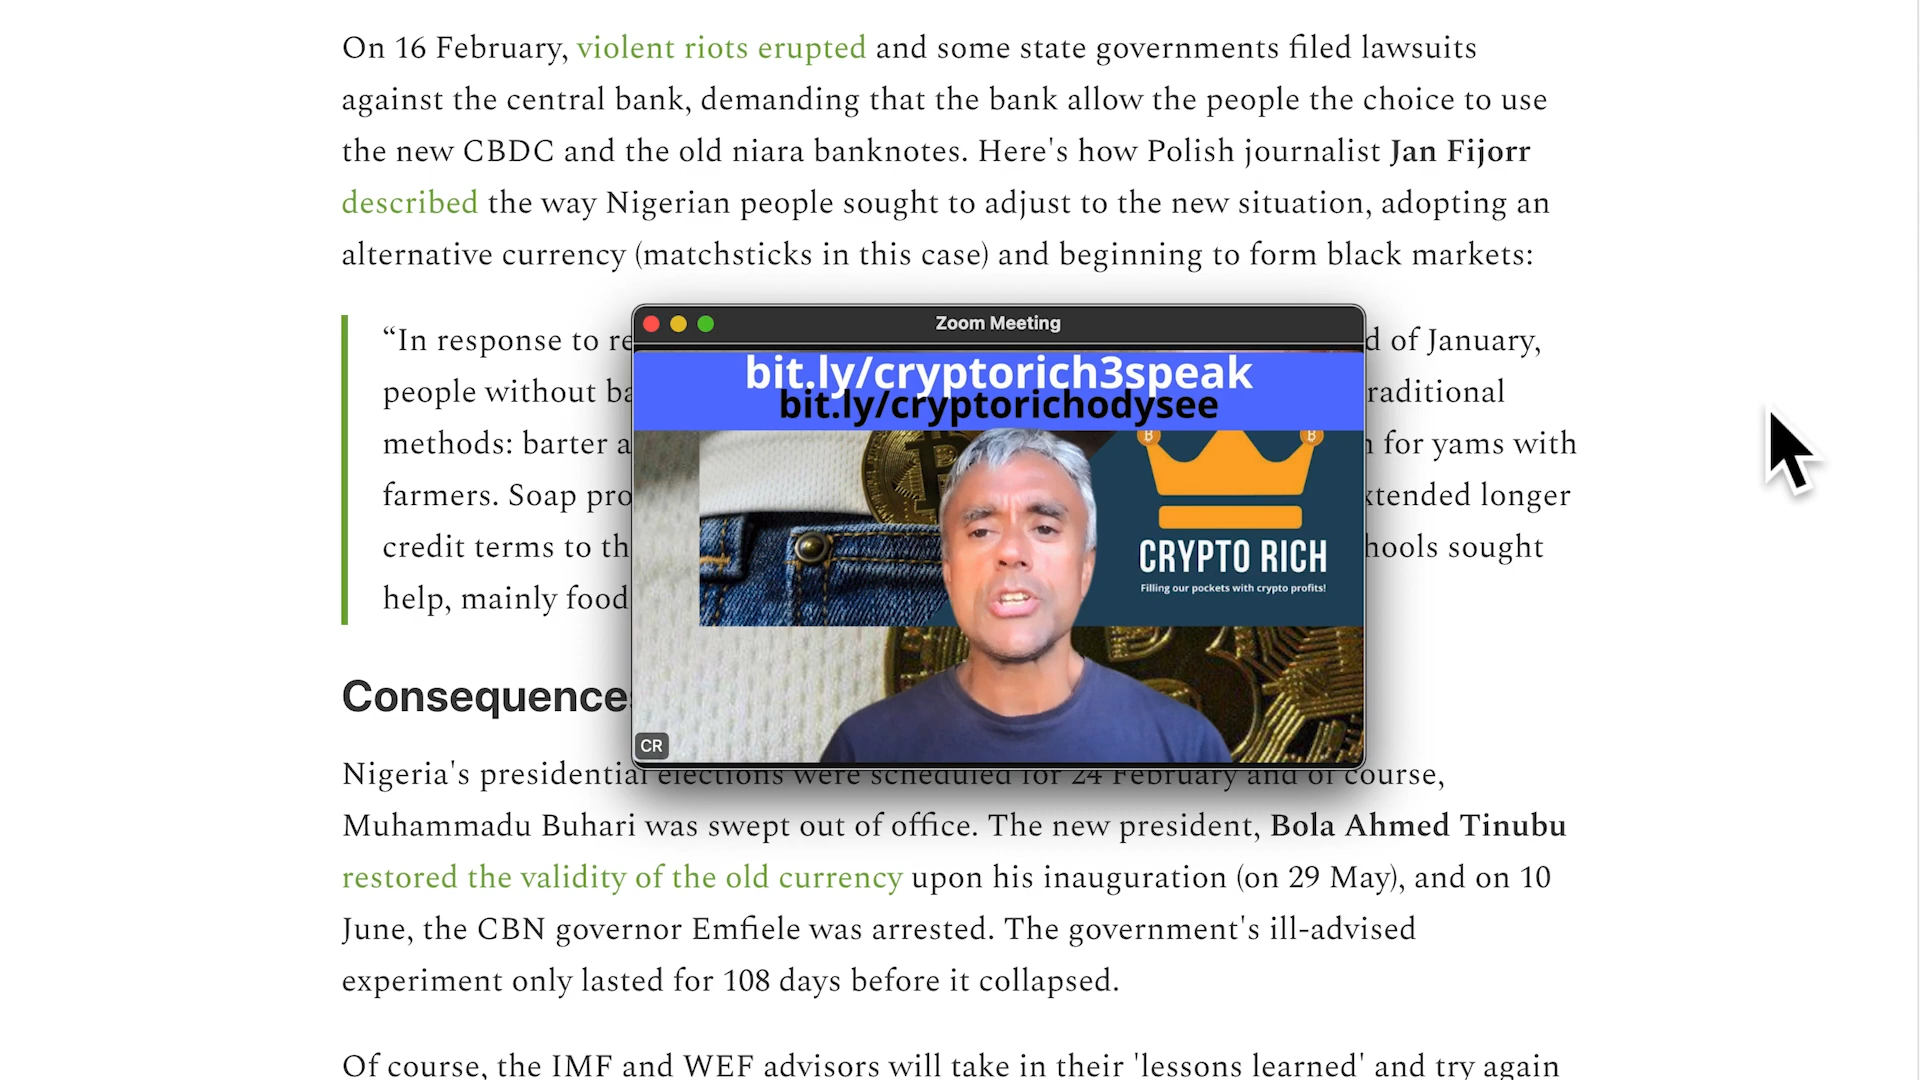 On 16 February, violent riots erupted and some state governments filed lawsuits
against the central bank, demanding that the bank allow the people the choice to use
the new CBDC and the old niara banknotes. Here's how Polish journalist Jan Fijorr
described the way Nigerian people sought to adjust to the new situation, adopting an
alternative currency (matchsticks in this case) and beginning to form black markets:
“In response to d of January,
people without
methods: barter for yams with
farmers. Soap longer
credit terms to sought
help, mainly food
Zoom Meeting
bit.ly/cryptorich3speak
bit.ly/cryptorichodysee
CRYPTO RICH
Filling our pockets with crypto profits!
CR
Consequences
Nigeria's presidential elections were scheduled for 24 February and of course,
Muhammadu Buhari was swept out of office. The new president, Bola Ahmed Tinubu
restored the validity of the old currency upon his inauguration (on 29 May), and on 10
June, the CBN governor Emfiele was arrested. The government's ill-advised
experiment only lasted for 108 days before it collapsed.
Of course, the IMF and WEF advisors will take in their 'lessons learned' and try again